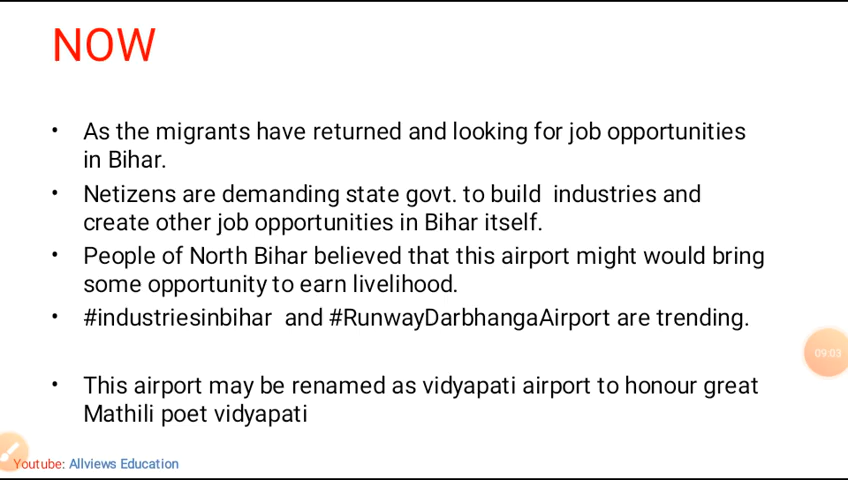 NOW
• As the migrants have returned and looking for job opportunities
in Bihar.
• Netizens are demanding state govt. to build industries and
create other job opportunities in Bihar itself.
• People of North Bihar believed that this airport might would bring
some opportunity to earn livelihood.
• #industriesinbihar and #RunwayDarbhangaAirport are trending.
• This airport may be renamed as vidyapati airport to honour great
Mathili poet vidyapati
09:03
Youtube: Allviews Education